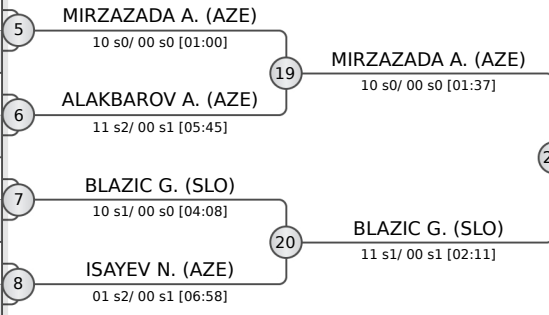 MIRZAZADA A. (AZE)
5
10 s0/ 00 s0 [01:00]
19
MIRZAZADA A. (AZE)
10 s0/ 00 s0 [01:37]
ALAKBAROV A. (AZE)
6
11 s2/ 00 s1 [05:45]
2
BLAZIC G. (SLO)
7
10 s1/ 00 s0 [04:08]
20
BLAZIC G. (SLO)
11 s1/ 00 s1 [02:11]
ISAYEV N. (AZE)
8
01 s2/ 00 s1 [06:58]